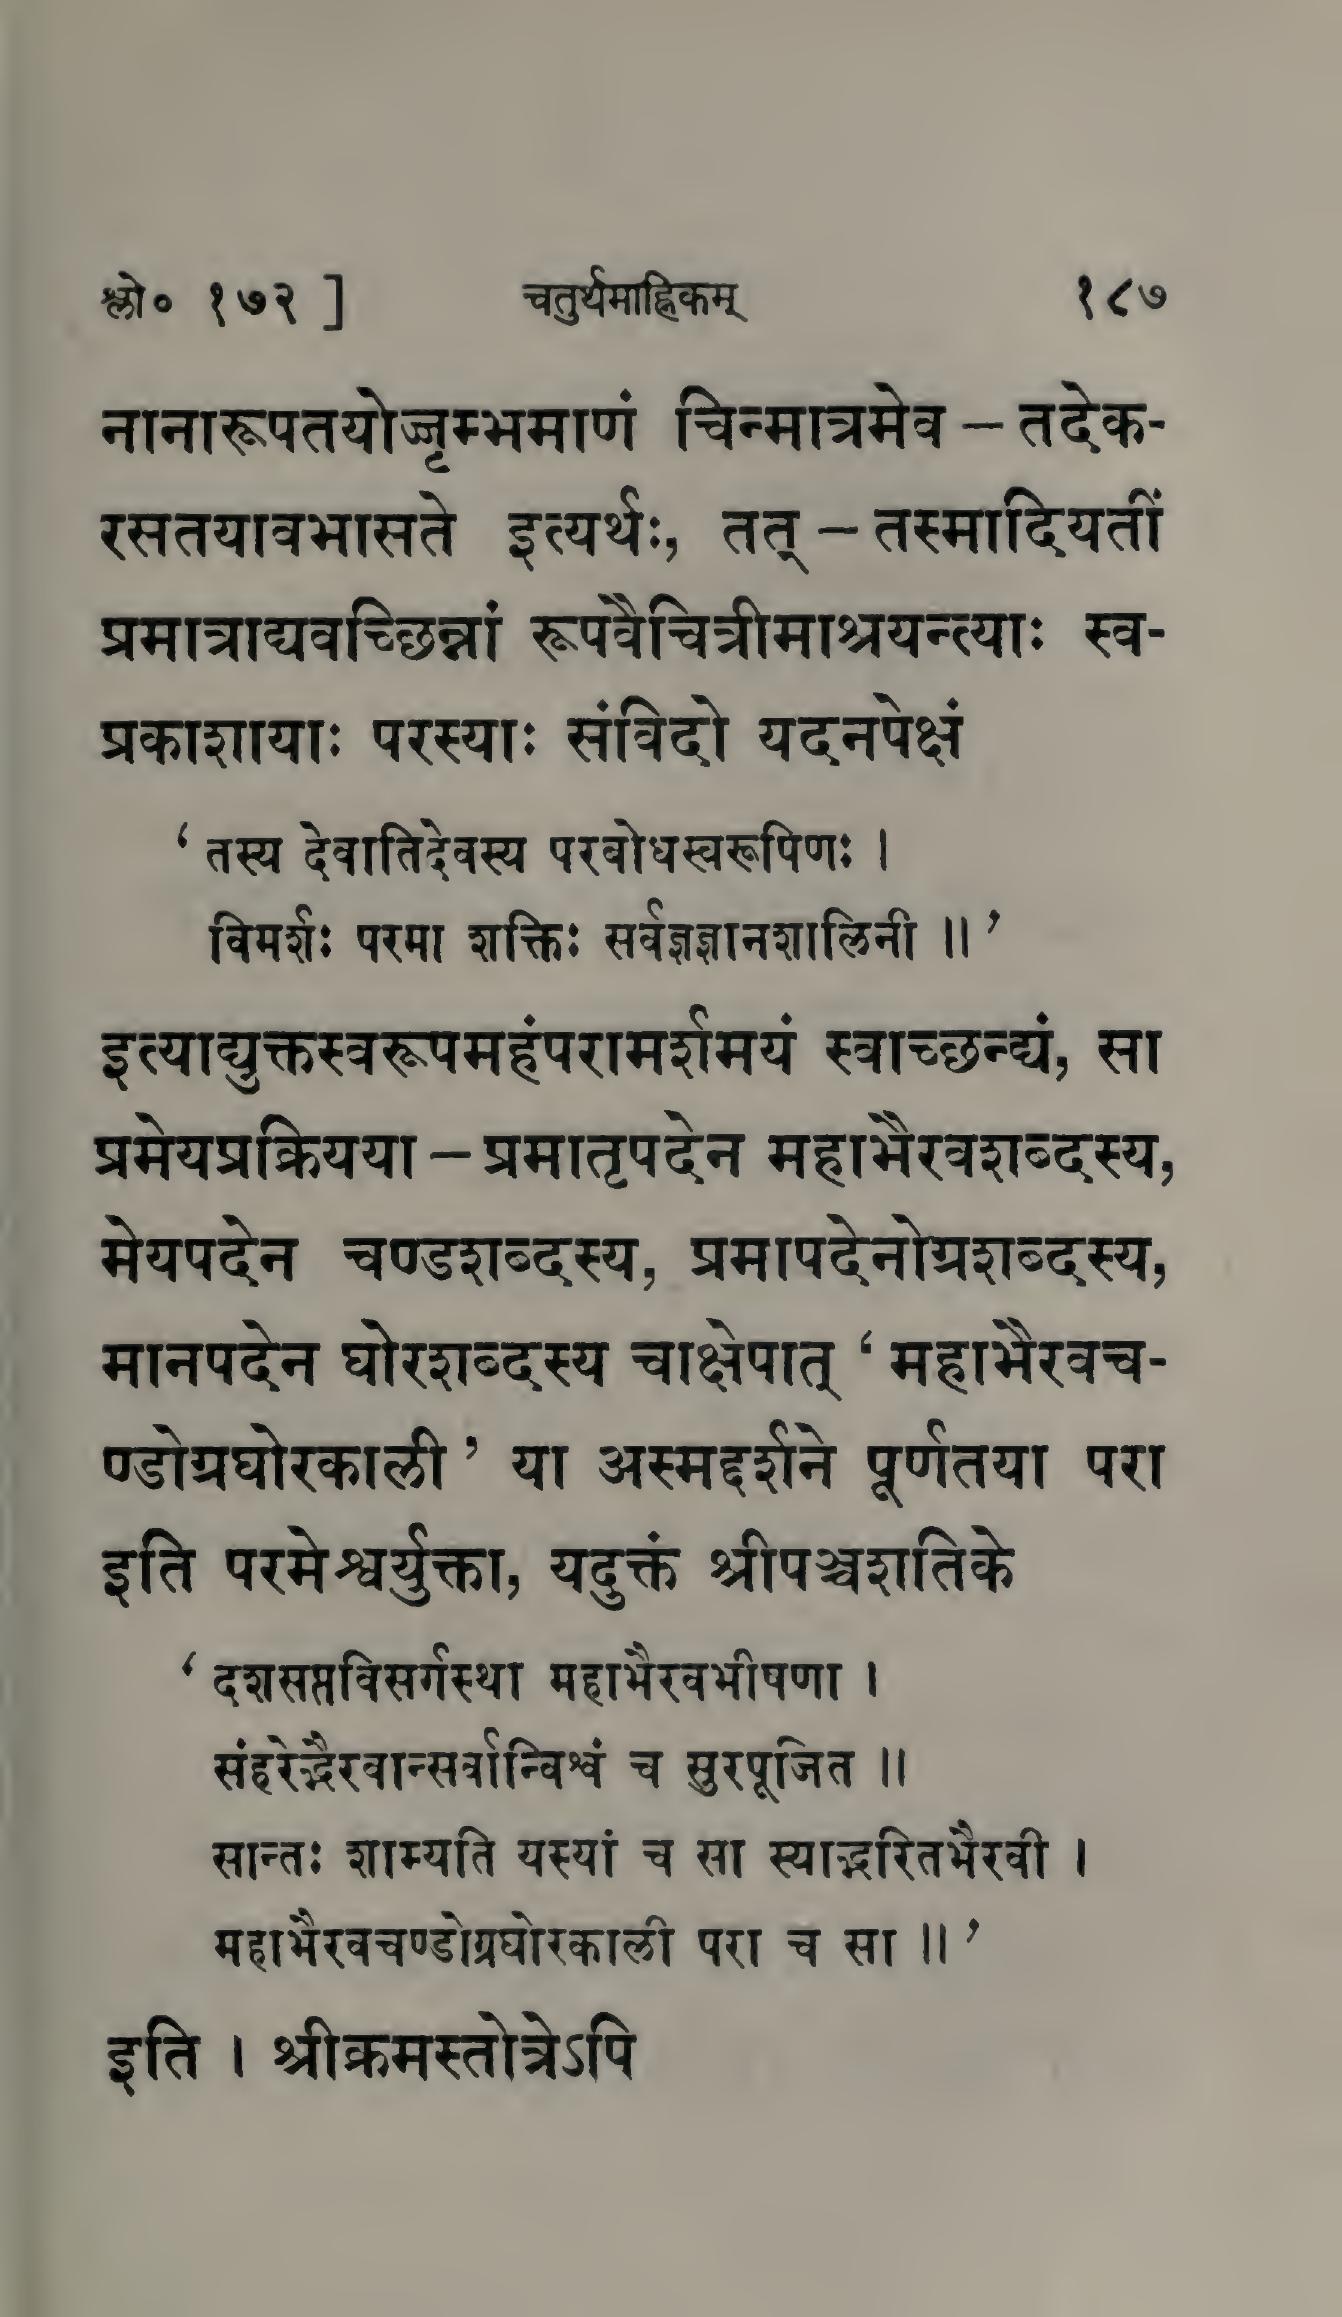 श्लो० १७२ ] चतुर्थमाह्निकम् १८७
नानारूपतयोज्जृम्भमाणं चिन्मात्रमेव – तदेक-
रसतयावभासते इत्यर्थः, तत् – तस्मादियतीं
प्रमात्राद्यवच्छिन्नां रूपवैचित्रीमाश्रयन्त्याः स्व-
प्रकाशायाः परस्याः संविदो यदनपेक्षं
‘ तस्य देवातिदेवस्य परबोधस्वरूपिणः ।
विमर्शः परमा शक्तिः सर्वज्ञज्ञानशालिनी ॥ ’
इत्याद्युक्तस्वरूपमहंपरामर्शमयं स्वाच्छन्द्यं, सा
प्रमेयप्रक्रियया – प्रमातृपदेन महाभैरवशब्दस्य,
मेयपदेन चण्डशब्दस्य, प्रमापदेनोग्रशब्दस्य,
मानपदेन घोरशब्दस्य चाक्षेपात् ‘ महाभैरवच-
ण्डोग्रघोरकाली ’ या अस्मद्दर्शने पूर्णतया परा
इति परमेश्वर्युक्ता, यदुक्तं श्रीपञ्चशतिके
‘ दशसप्तविसर्गस्था महाभैरवभीषणा ।
संहरेद्भैरवान्सर्वान्विश्वं च सुरपूजित ॥
सान्तः शाम्यति यस्यां च सा स्याद्भरितभैरवी ।
महाभैरवचण्डोग्रघोरकाली परा च सा ॥ ’
इति । श्रीक्रमस्तोत्रेऽपि